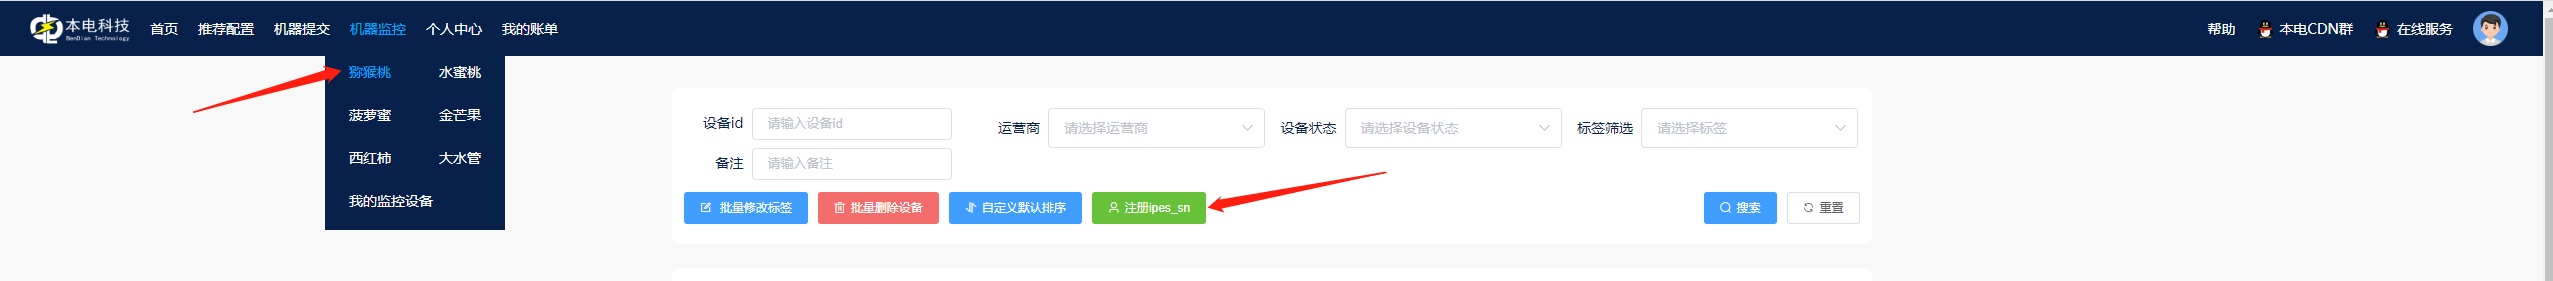 本电科技
BenDian Technology
首页 推荐配置 机器提交 机器监控 个人中心 我的账单
帮助 本电CDN群 在线服务
猕猴桃 水蜜桃
菠萝蜜 金芒果
西红柿 大水管
我的监控设备
设备id 请输入设备id 运营商 请选择运营商 设备状态 请选择设备状态 标签筛选 请选择标签
备注 请输入备注
批量修改标签 批量删除设备 自定义默认排序 注册ipes_sn 搜索 重置